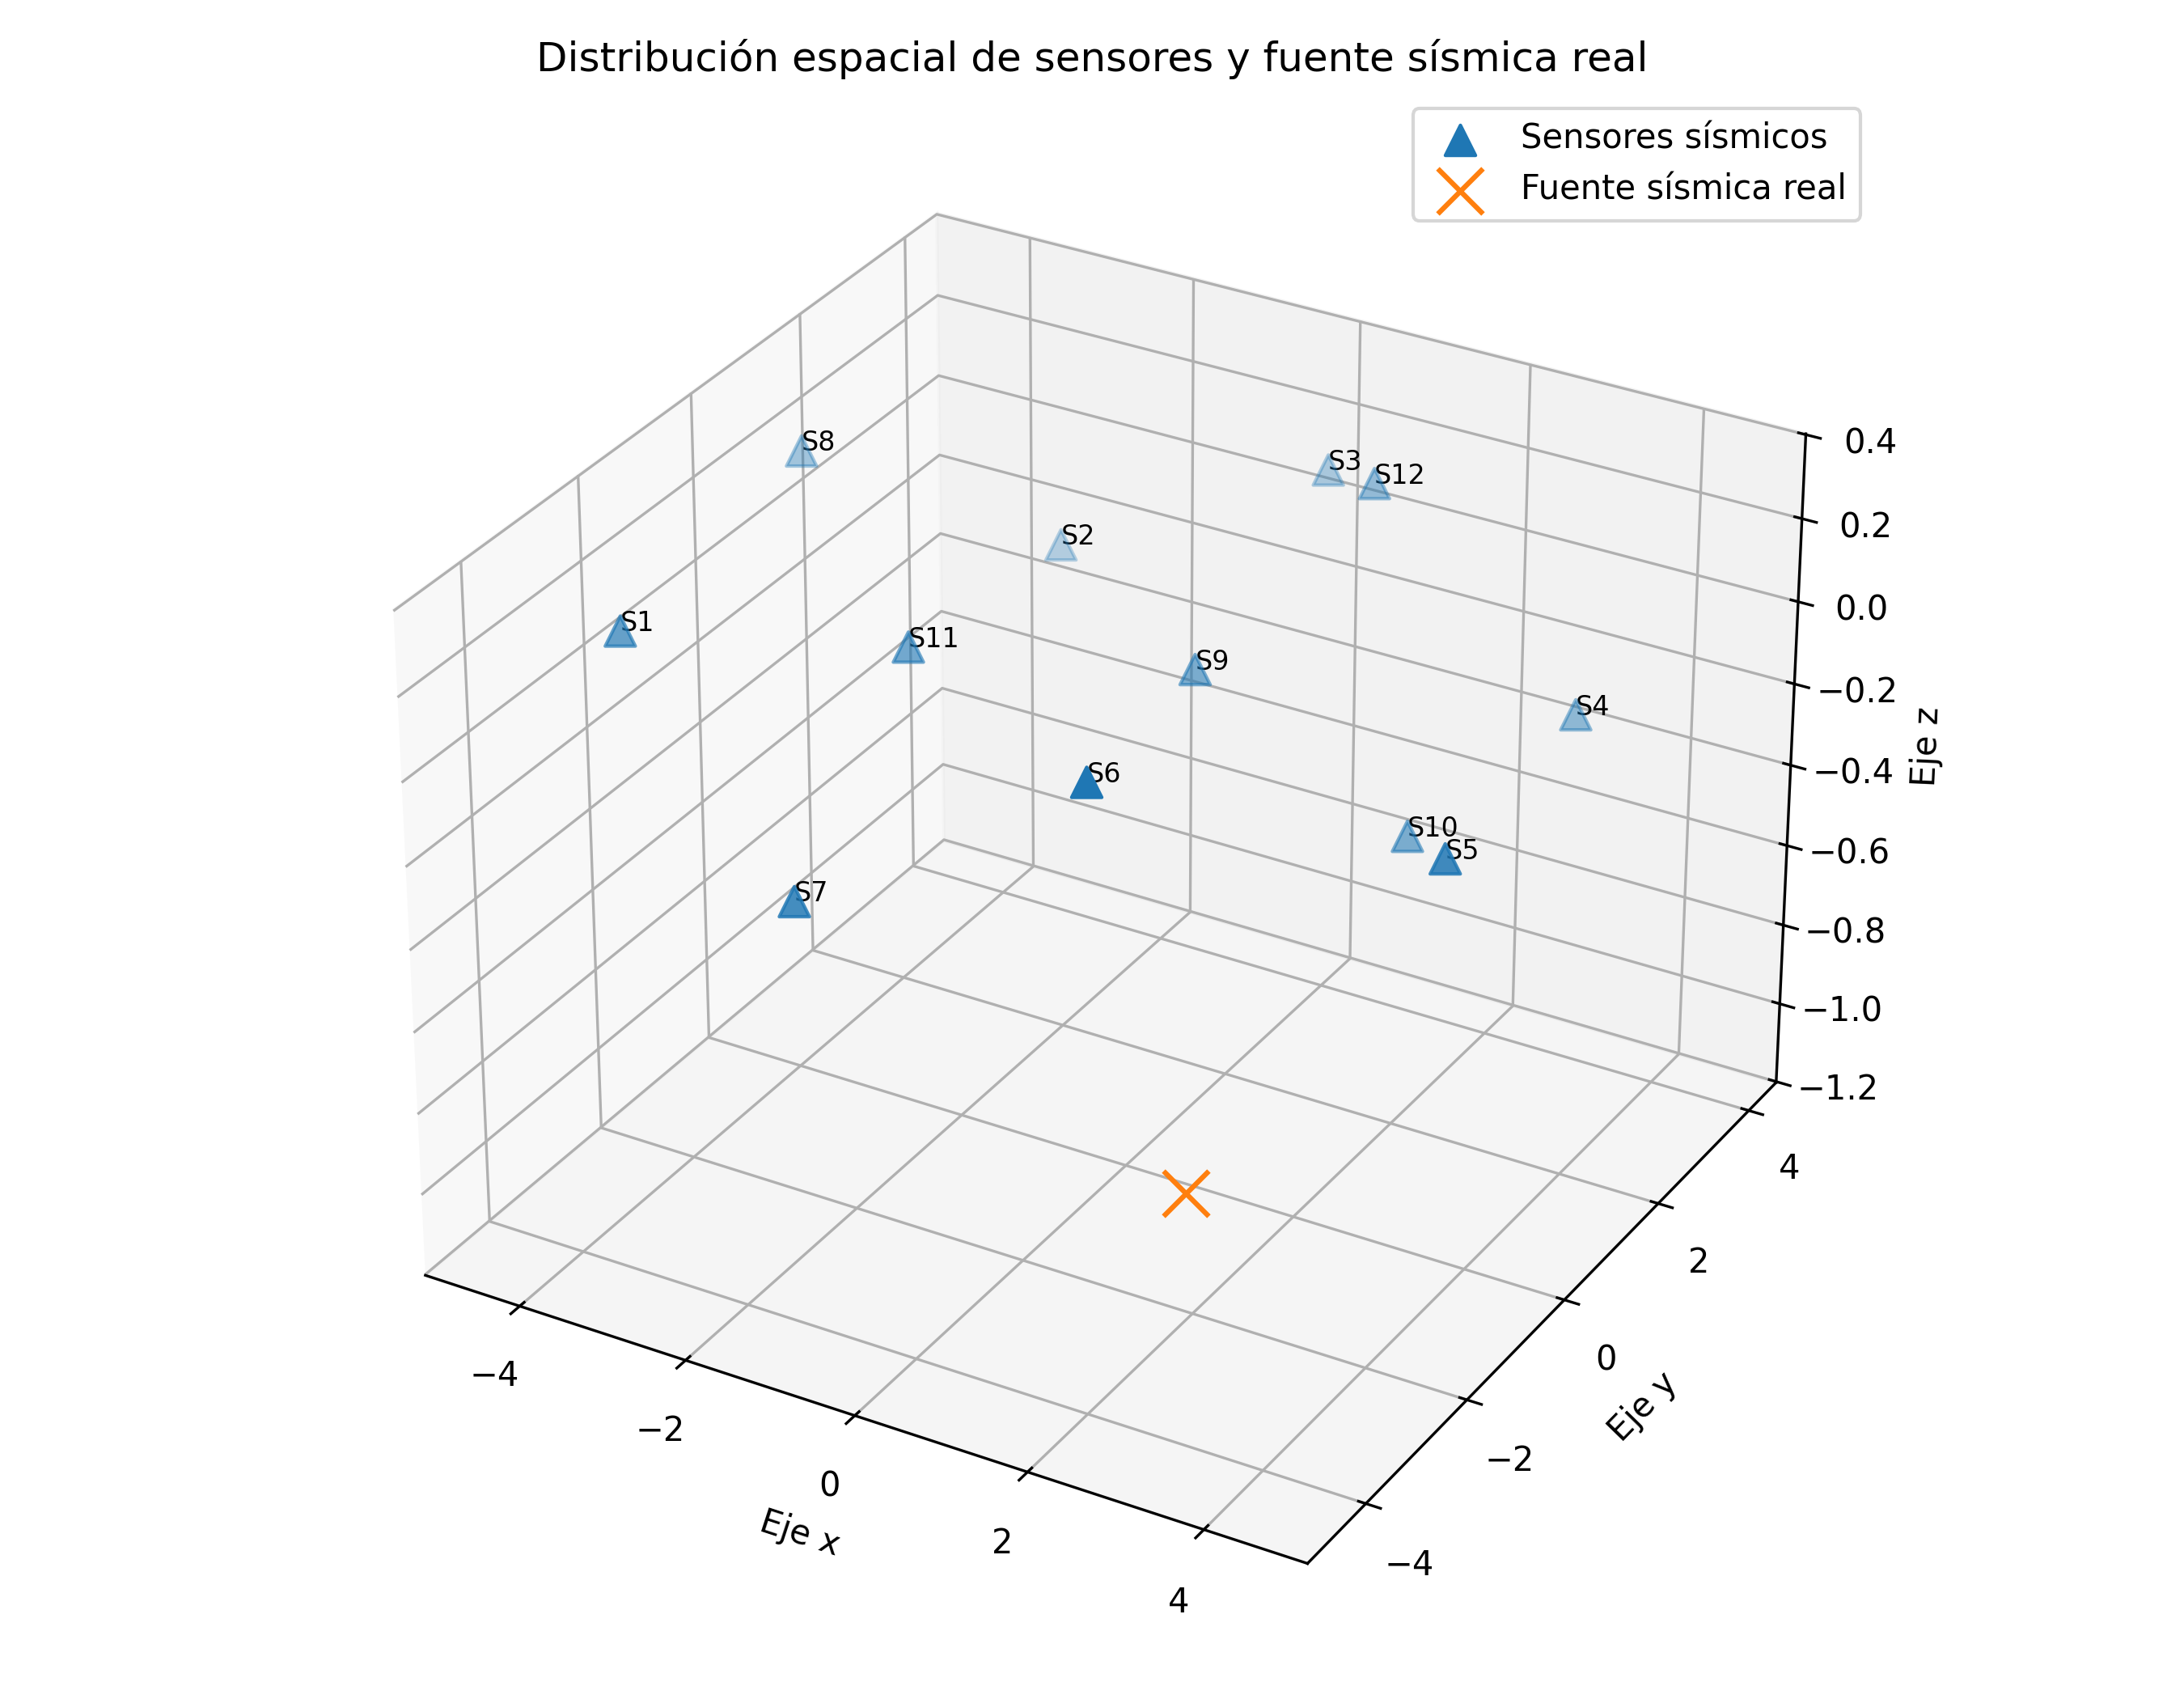 Distribución espacial de sensores y fuente sísmica real
Sensores sísmicos
Fuente sísmica real
S8
S3
S12
S2
S1
S11
S9
S4
S6
S10
S5
S7
0.4
0.2
0.0
−0.2
−0.4
−0.6
−0.8
−1.0
−1.2
Eje z
4
2
0
−2
−4
Eje y
−4
−2
0
2
4
Eje x